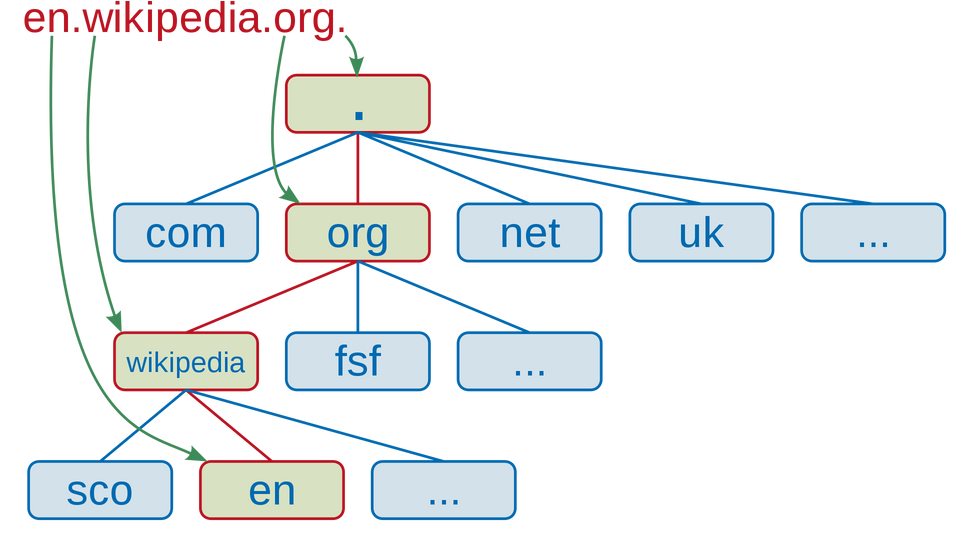 en.wikipedia.org.
.
com org net uk ...
wikipedia fsf ...
sco en ...